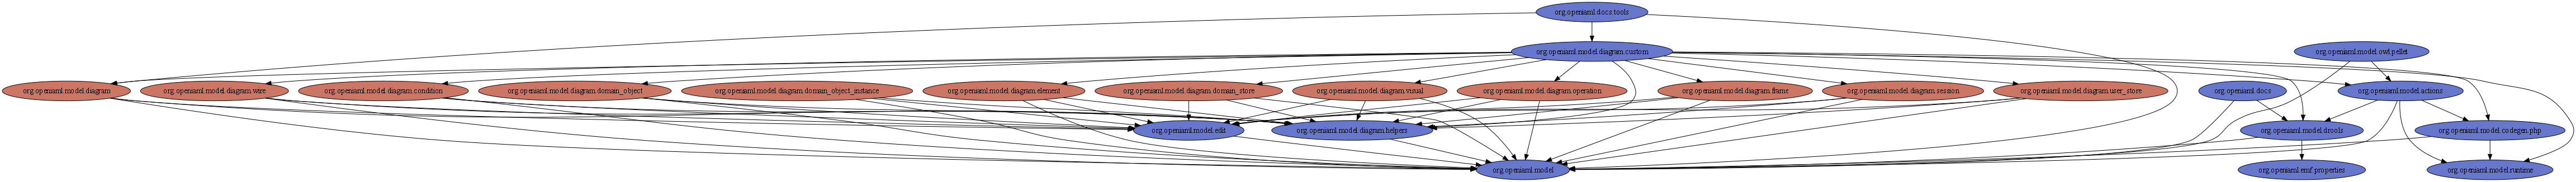 org.openiaml.docs.tools
org.openiaml.model.diagram.custom
org.openiaml.model.owl.pellet
org.openiaml.model.diagram
org.openiaml.model.diagram.wire
org.openiaml.model.diagram.condition
org.openiaml.model.diagram.domain_object
org.openiaml.model.diagram.domain_object_instance
org.openiaml.model.diagram.element
org.openiaml.model.diagram.domain_store
org.openiaml.model.diagram.visual
org.openiaml.model.diagram.operation
org.openiaml.model.diagram.frame
org.openiaml.model.diagram.session
org.openiaml.model.diagram.user_store
org.openiaml.docs
org.openiaml.model.actions
org.openiaml.model.edit
org.openiaml.model.diagram.helpers
org.openiaml.model.drools
org.openiaml.model.codegen.php
org.openiaml.model
org.openiaml.emf.properties
org.openiaml.model.runtime